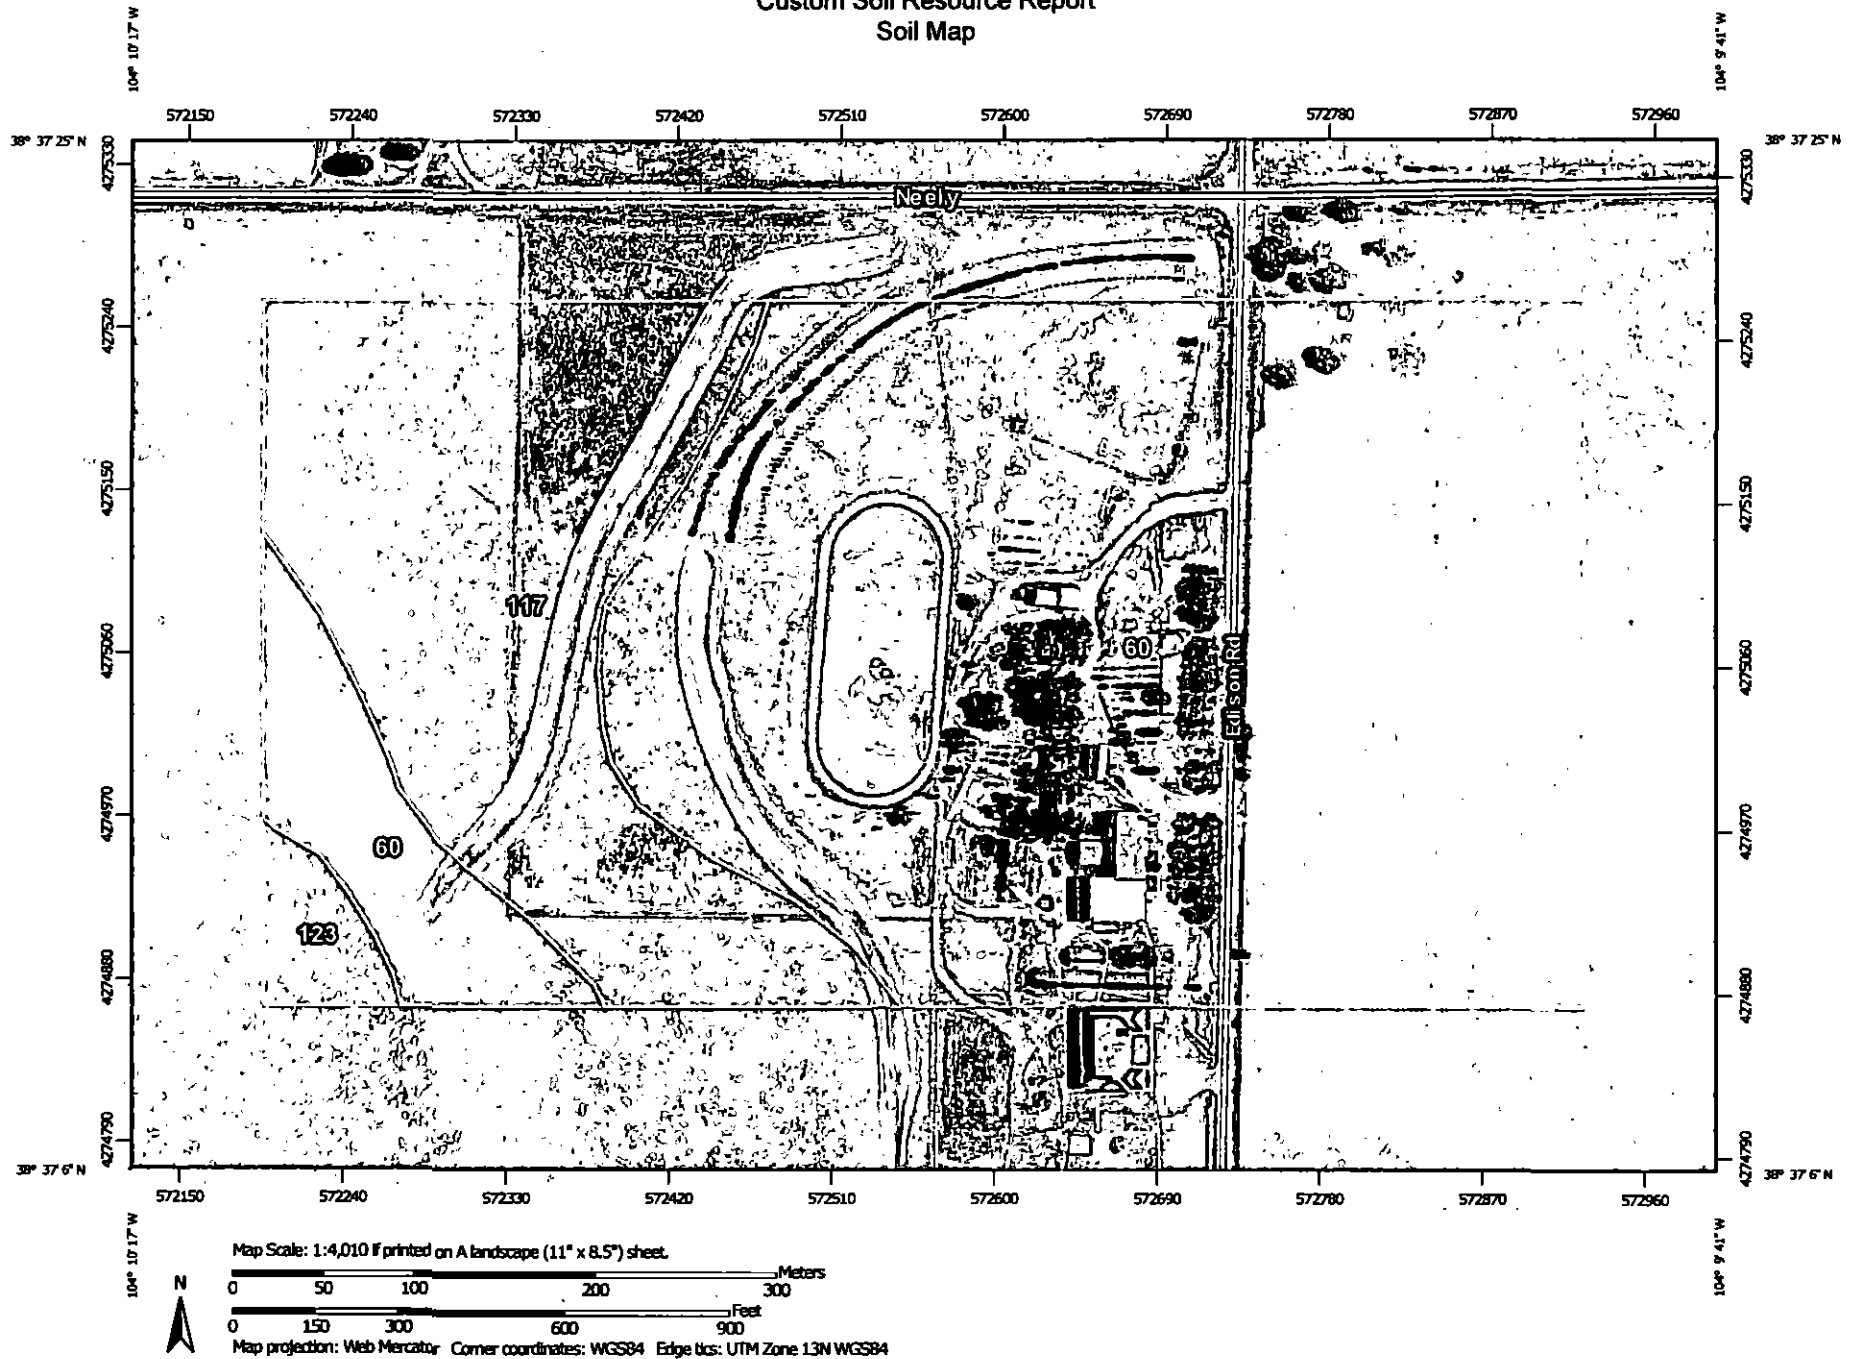 Custom Soil Resource Report
Soil Map
104° 10' 17" W
104° 9' 41" W
572150 572240 572330 572420 572510 572600 572690 572780 572870 572960
38° 37' 25" N
38° 37' 25" N
4275330
4275330
Neely
4275240
4275240
4275150
4275150
117
4275060
60
4275060
4274970
60
4274970
123
4274880
4274880
4274790
4274790
38° 37' 6" N
38° 37' 6" N
572150 572240 572330 572420 572510 572600 572690 572780 572870 572960
104° 10' 17" W
104° 9' 41" W
Map Scale: 1:4,010 if printed on A landscape (11" x 8.5") sheet.
N
Meters
0 50 100 200 300
Feet
0 150 300 600 900
Map projection: Web Mercator Corner coordinates: WGS84 Edge tics: UTM Zone 13N WGS84